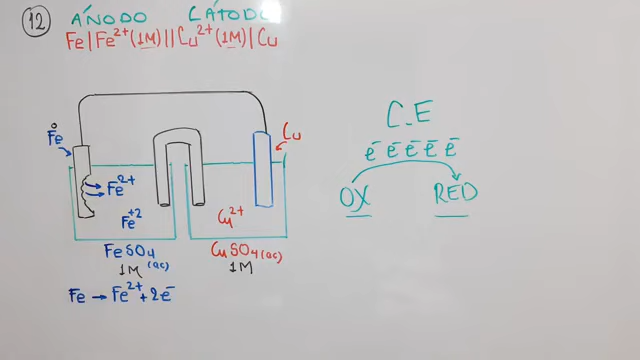 12
ÁNODO CÁTODO
Fe | Fe²⁺ (1M) || Cu²⁺ (1M) | Cu
Fe°
Cu
C.E
e⁻ e⁻ e⁻ e⁻ e⁻
OX RED
Fe²⁺
Fe⁺²
Cu²⁺
FeSO₄ (ac)
1M
CuSO₄ (ac)
1M
Fe → Fe²⁺ + 2e⁻